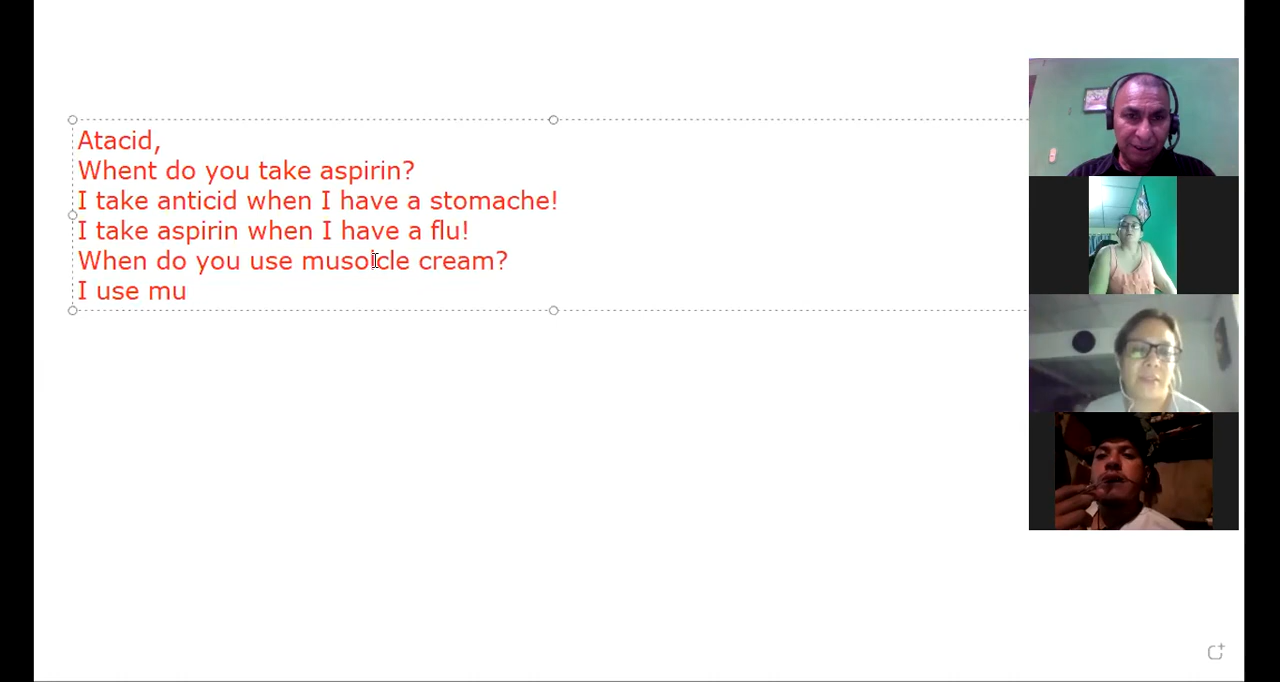 Atacid,
Whent do you take aspirin?
I take anticid when I have a stomache!
I take aspirin when I have a flu!
When do you use musolcle cream?
I use mu